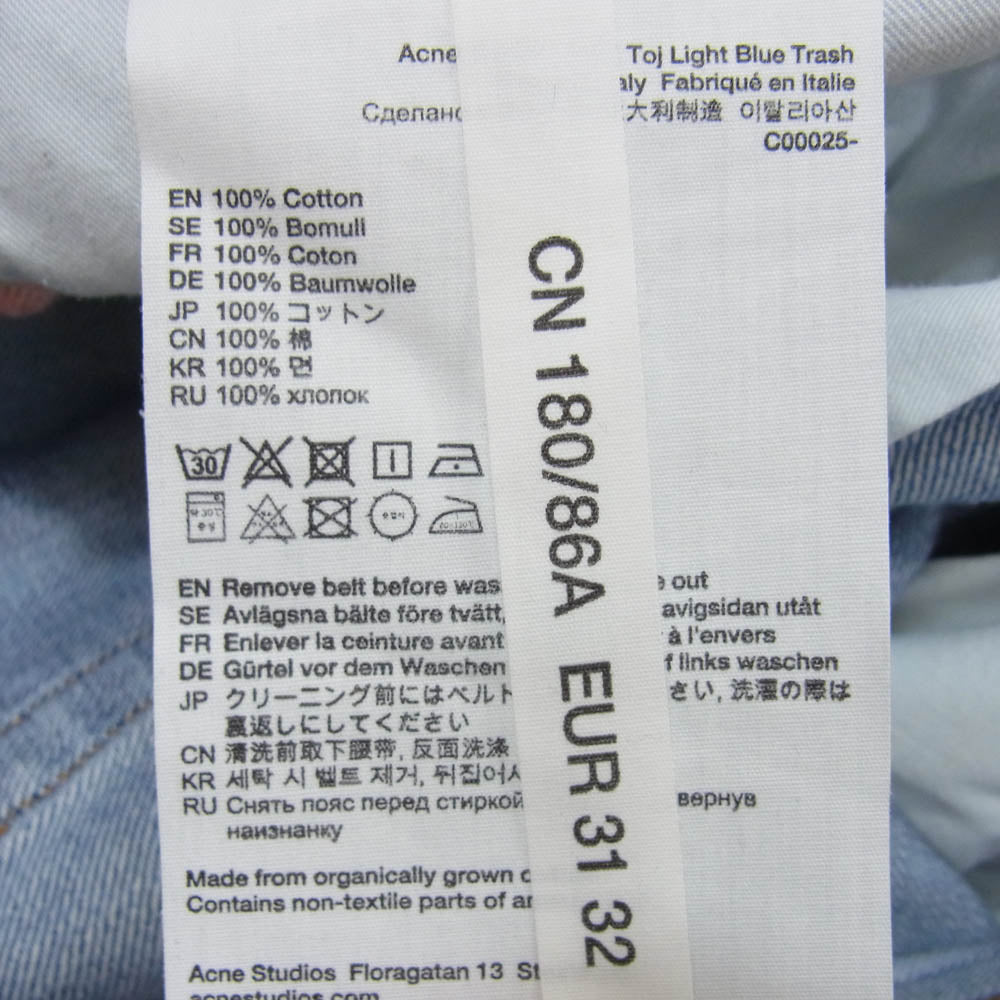 Acne Toj Light Blue Trash
aly Fabriqué en Italie
Сделано 大利制造 이탈리아산
C00025-
EN 100% Cotton
SE 100% Bomull
FR 100% Coton
DE 100% Baumwolle
JP 100% コットン
CN 100% 棉
KR 100% 면
RU 100% хлопок
30
EN Remove belt before was e out
SE Avlägsna bälte före tvätt, avigsidan utåt
FR Enlever la ceinture avant à l'envers
DE Gürtel vor dem Waschen f links waschen
JP クリーニング前にはベルト さい, 洗濯の際は
裏返しにしてください
CN 清洗前取下腰带, 反面洗涤
KR 세탁 시 벨트 제거, 뒤집어서
RU Снять пояс перед стиркой вернув
наизнанку
Made from organically grown c
Contains non-textile parts of an
Acne Studios Floragatan 13 St
acnestudios.com
CN 180/86A EUR 31 32